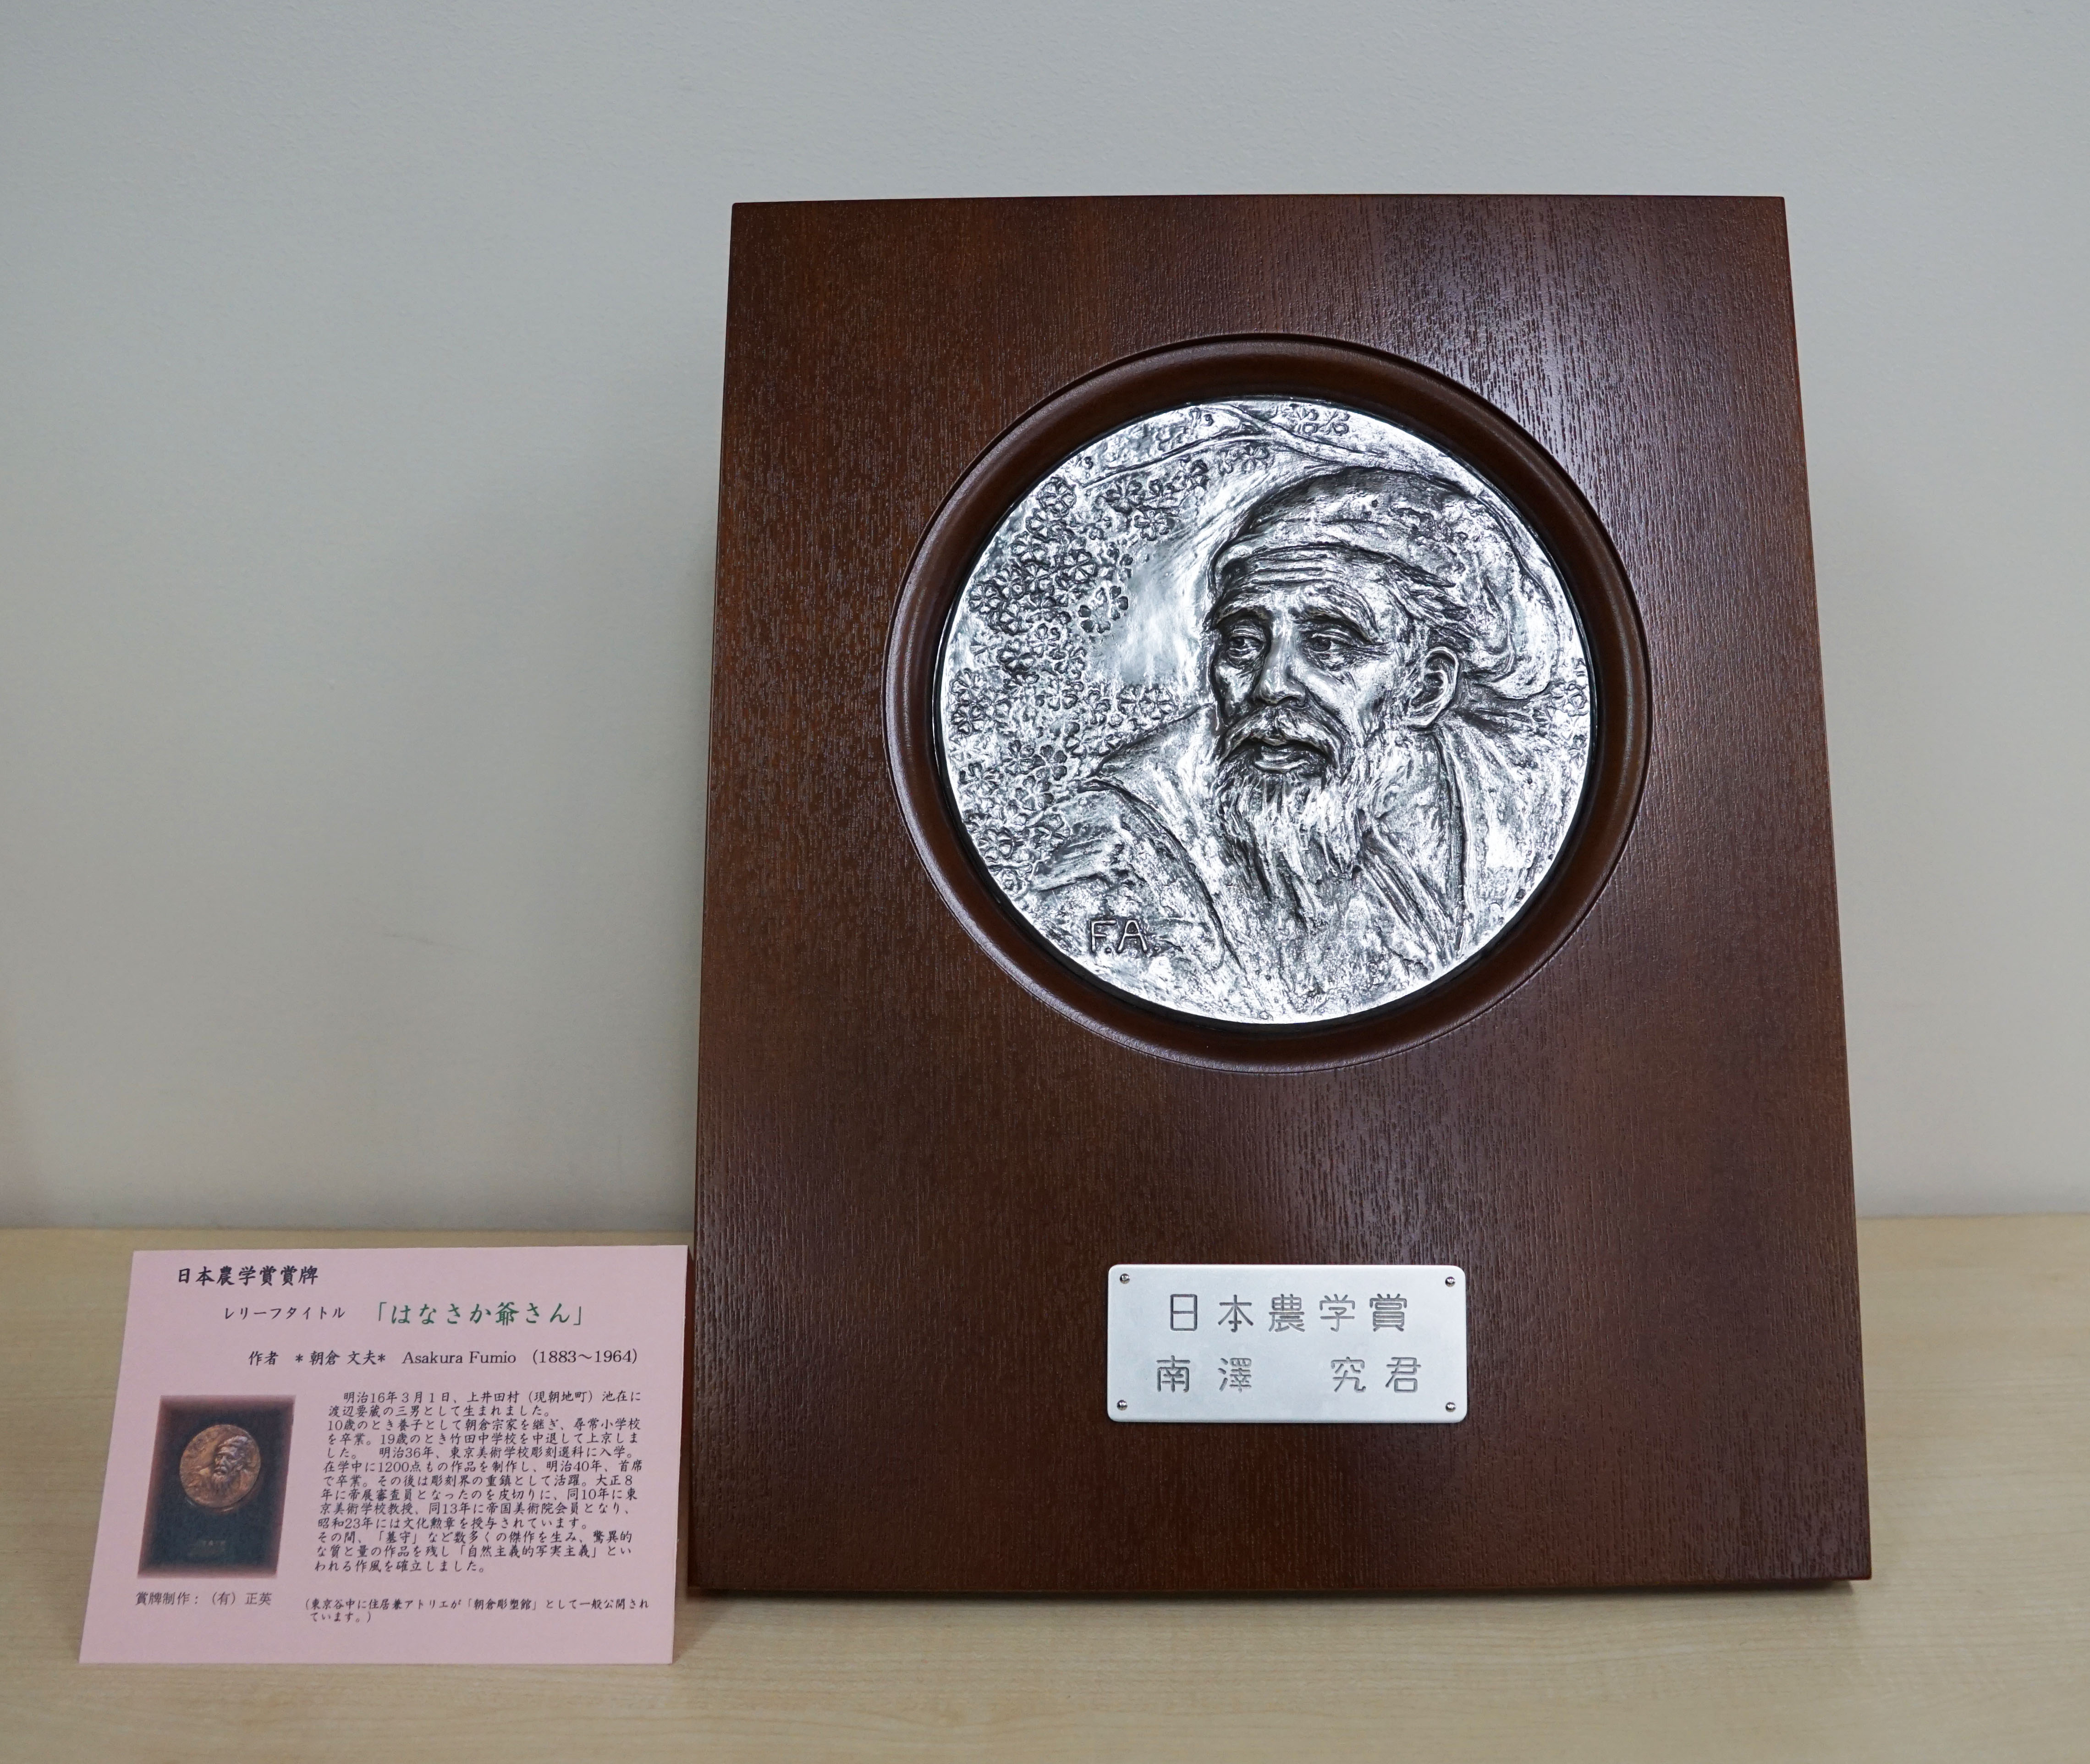 日本農学賞賞牌
レリーフタイトル 「はなさか爺さん」
作者 *朝倉 文夫* Asakura Fumio (1883～1964)
明治16年3月1日、上井田村（現朝地町）池在に
渡辺要蔵の三男として生まれました。
10歳のとき養子として朝倉宗家を継ぎ、尋常小学校
を卒業。19歳のとき竹田中学校を中退して上京しま
した。 明治36年、東京美術学校彫刻選科に入学。
在学中に1200点もの作品を制作し、明治40年、首席
で卒業。その後は彫刻界の重鎮として活躍。大正８
年に帝展審査員となったのを皮切りに、同10年に東
京美術学校教授、同13年に帝国美術院会員となり、
昭和23年には文化勲章を授与されています。
その間、「墓守」など数多くの傑作を生み、驚異的
な質と量の作品を残し「自然主義的写実主義」とい
われる作風を確立しました。
賞牌制作：（有）正英
（東京谷中に住居兼アトリエが「朝倉彫塑館」として一般公開され
ています。）
F.A.
日本農学賞
南澤 究君